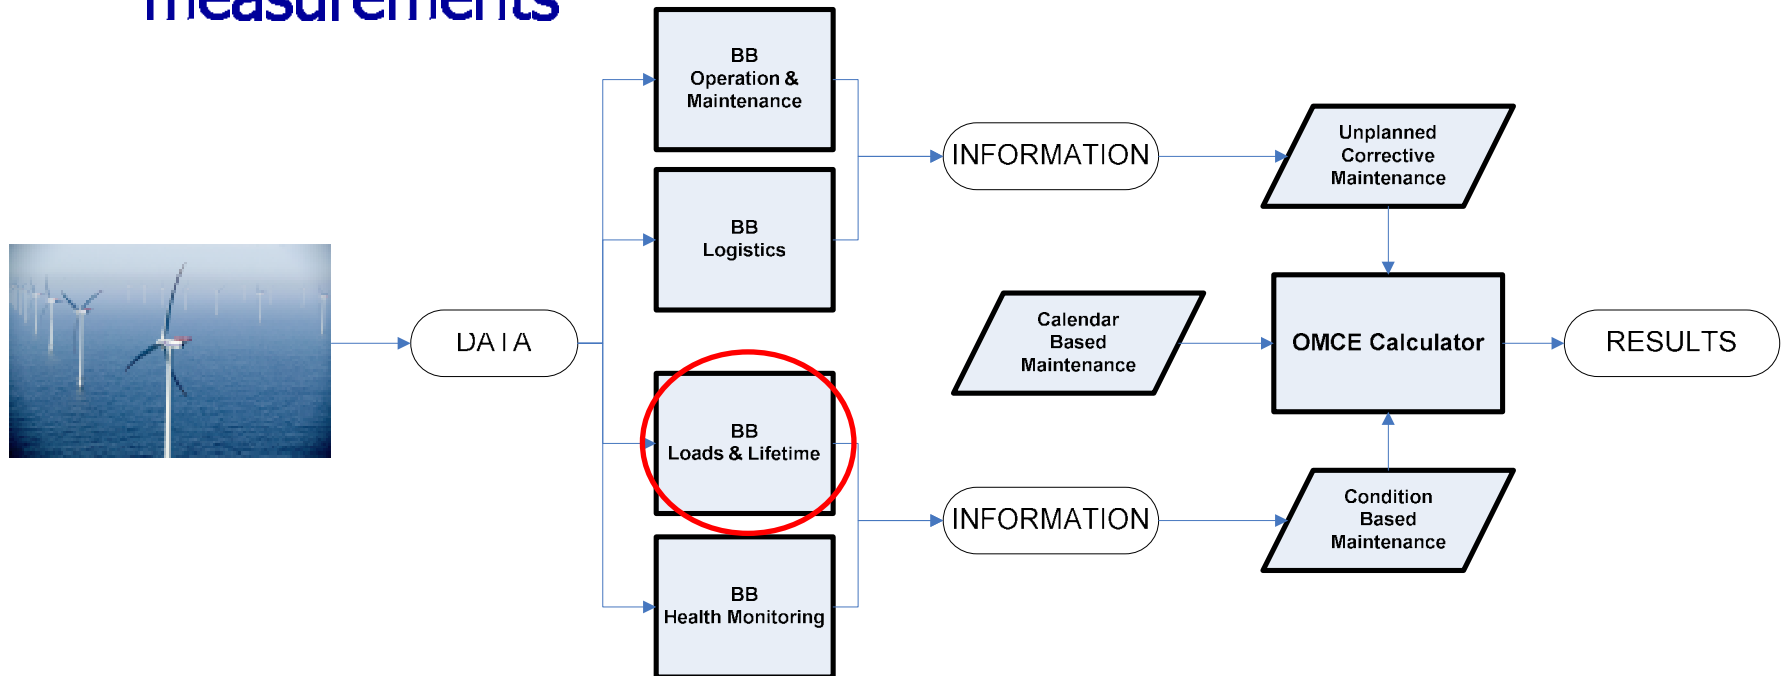 measurements
BB
Operation &
Maintenance
BB
Logistics
DATA
BB
Loads & Lifetime
BB
Health Monitoring
INFORMATION
Unplanned
Corrective
Maintenance
Calendar
Based
Maintenance
OMCE Calculator
RESULTS
INFORMATION
Condition
Based
Maintenance